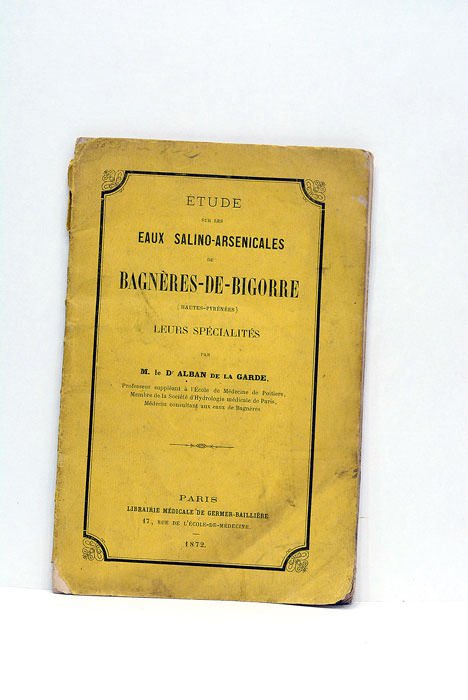 ÉTUDE
SUR LES
EAUX SALINO-ARSENICALES
DE
BAGNÈRES-DE-BIGORRE
(HAUTES-PYRÉNÉES)
LEURS SPÉCIALITÉS
PAR
M. le Dr ALBAN DE LA GARDE,
Professeur suppléant à l'École de Médecine de Poitiers,
Membre de la Société d'Hydrologie médicale de Paris,
Médecin consultant aux eaux de Bagnères
PARIS
LIBRAIRIE MÉDICALE DE GERMER-BAILLIÈRE
17, RUE DE L'ÉCOLE-DE-MÉDECINE.
1872.